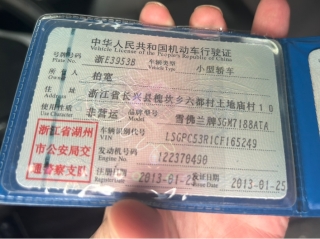 中华人民共和国机动车行驶证
Vehicle License of the People's Republic of China
号牌号码 浙E3953B 车辆类型 小型轿车
Plate No. Vehicle Type
所有人 柏宽
Owner
住址 浙江省长兴县槐坎乡六都村土地庙村10
Address
使用性质 非营运 品牌型号 雪佛兰牌SGM7188ATA
Use Character Model
浙江省湖州
市公安局交
通警察支队
车辆识别代号 LSGPC53R1CF165249
VIN
发动机号码 122370490
Engine No.
注册日期 2013-01-25 发证日期 2013-01-25
Register Date Issue Date